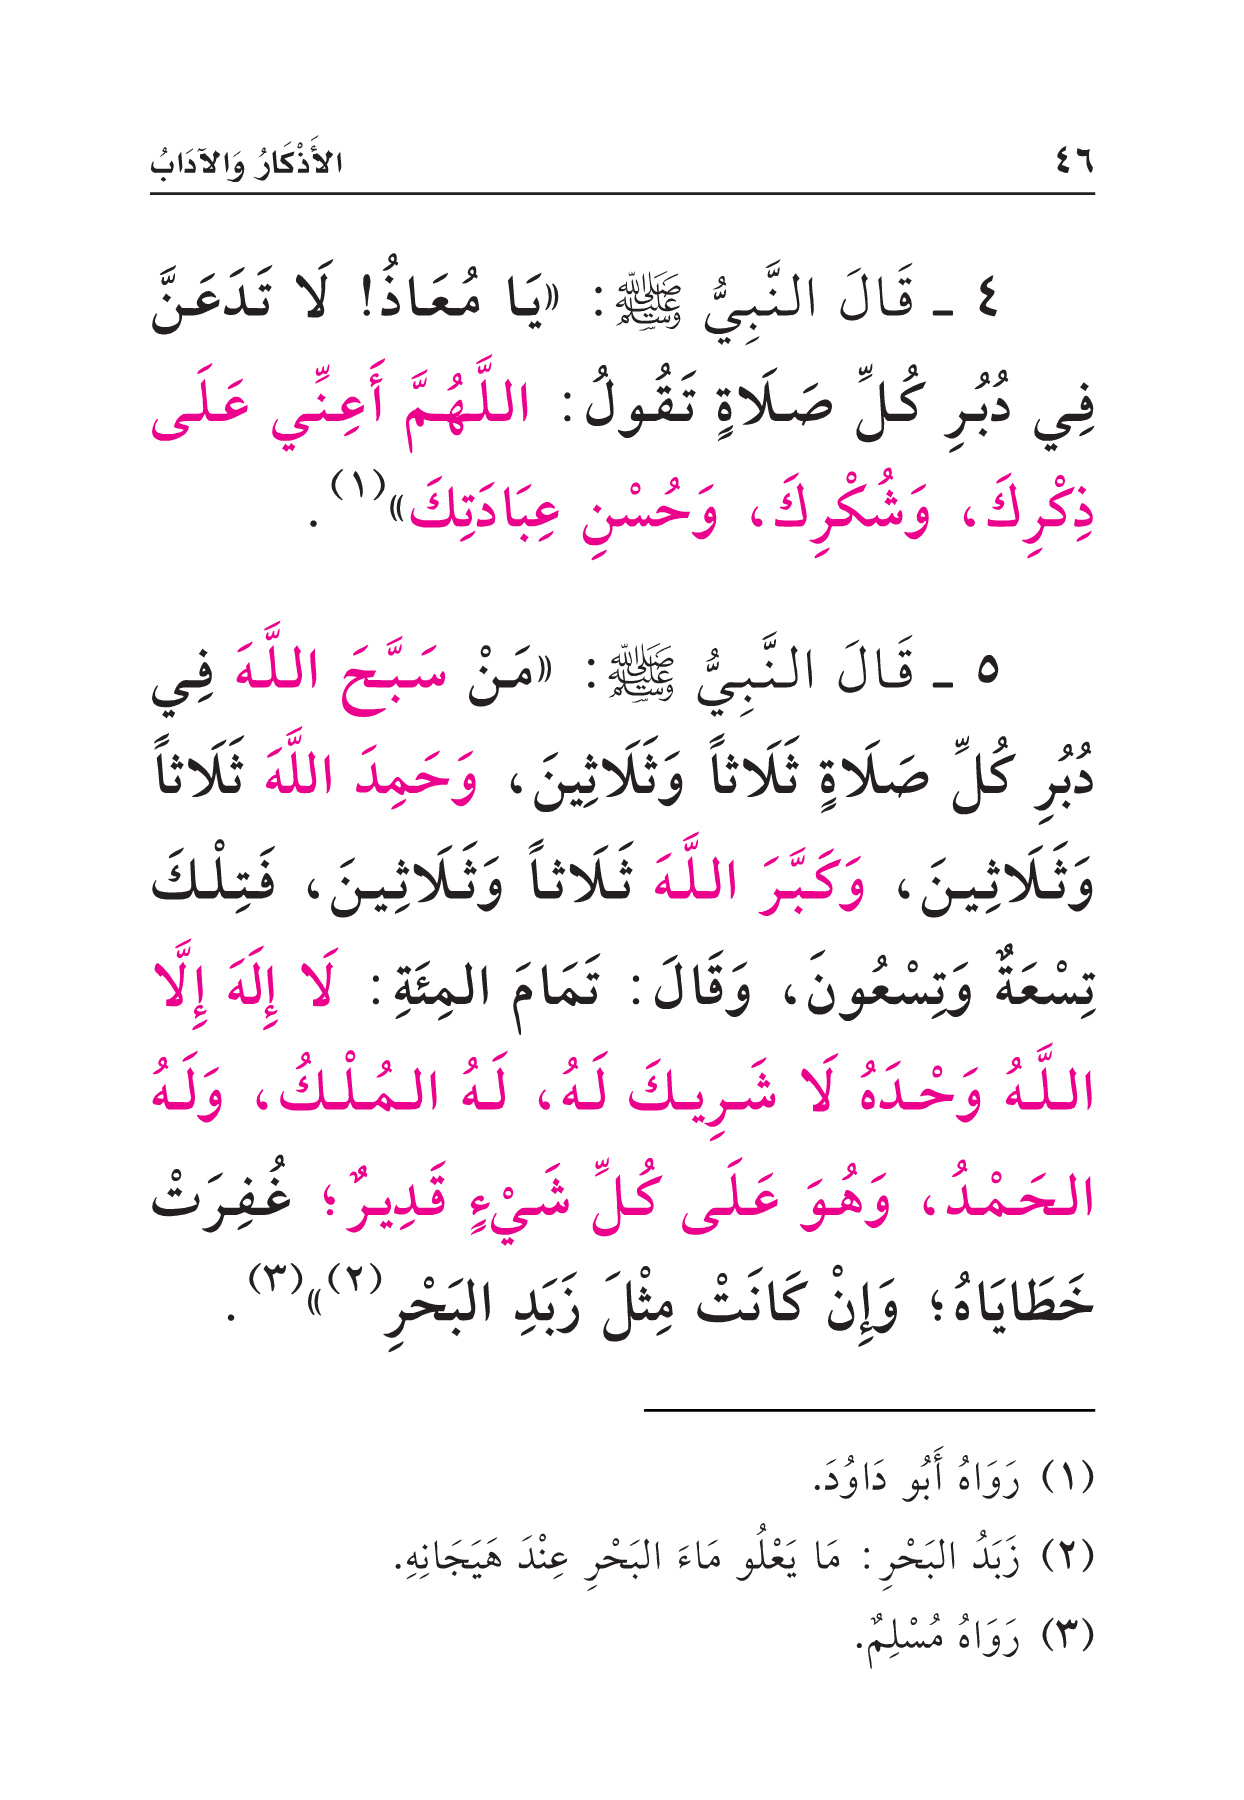 ٤٦ الأَذْكَارُ وَالآدَابُ
٤ ـ قَالَ النَّبِيُّ ﷺ: «يَا مُعَاذُ! لَا تَدَعَنَّ
فِي دُبُرِ كُلِّ صَلَاةٍ تَقُولُ: اللَّهُمَّ أَعِنِّي عَلَى
ذِكْرِكَ، وَشُكْرِكَ، وَحُسْنِ عِبَادَتِكَ»(١).
٥ ـ قَالَ النَّبِيُّ ﷺ: «مَنْ سَبَّحَ اللَّهَ فِي
دُبُرِ كُلِّ صَلَاةٍ ثَلَاثاً وَثَلَاثِينَ، وَحَمِدَ اللَّهَ ثَلَاثاً
وَثَلَاثِينَ، وَكَبَّرَ اللَّهَ ثَلَاثاً وَثَلَاثِينَ، فَتِلْكَ
تِسْعَةٌ وَتِسْعُونَ، وَقَالَ: تَمَامَ المِئَةِ: لَا إِلَهَ إِلَّا
اللَّهُ وَحْدَهُ لَا شَرِيكَ لَهُ، لَهُ المُلْكُ، وَلَهُ
الحَمْدُ، وَهُوَ عَلَى كُلِّ شَيْءٍ قَدِيرٌ؛ غُفِرَتْ
خَطَايَاهُ؛ وَإِنْ كَانَتْ مِثْلَ زَبَدِ البَحْرِ(٢)»(٣).
(١) رَوَاهُ أَبُو دَاوُدَ.
(٢) زَبَدُ البَحْرِ: مَا يَعْلُو مَاءَ البَحْرِ عِنْدَ هَيَجَانِهِ.
(٣) رَوَاهُ مُسْلِمٌ.